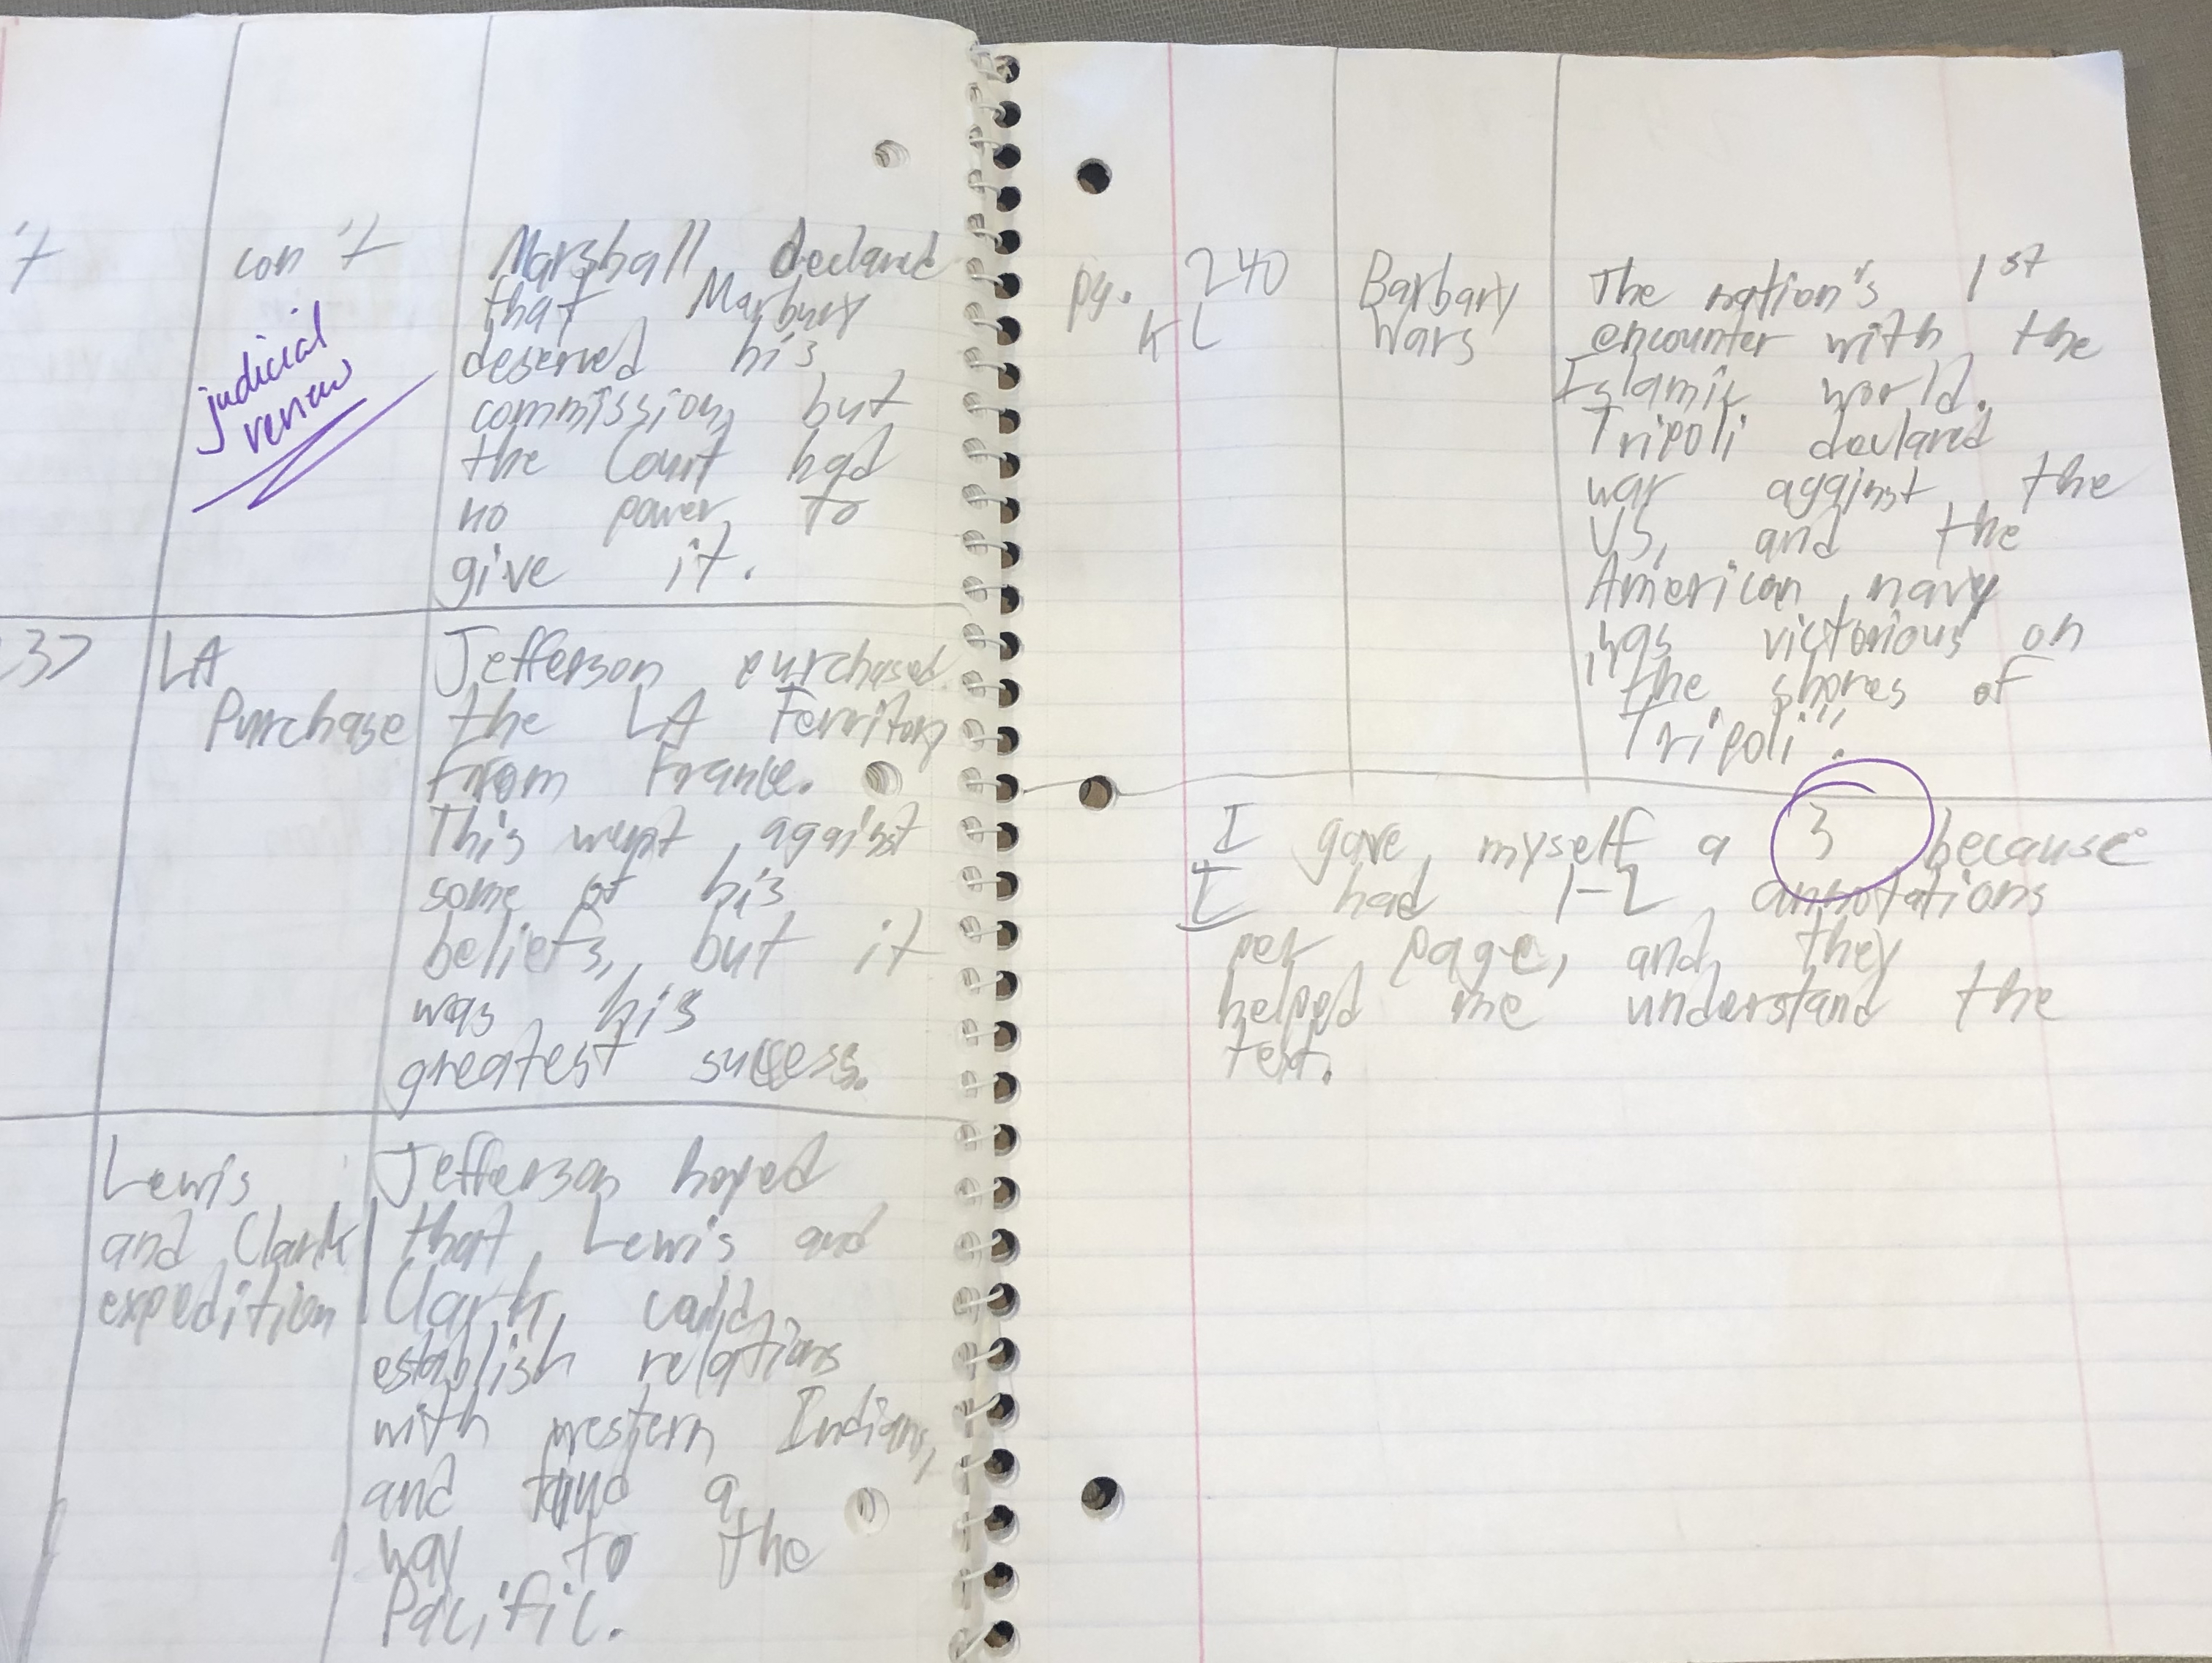 't
con't
judicial
review
Marshall declared
that Marbury
deserved his
commission, but
the Court had
no power to
give it.
37
LA
Purchase
Jefferson purchased
the LA Territory
from France.
This went against
some of his
beliefs, but it
was his
greatest success.
Lewis
and Clark
expedition
Jefferson hoped
that Lewis and
Clark could
establish relations
with western Indians,
and find a
way to the
Pacific.
pg. 240
KL
Barbary
Wars
The nation's 1st
encounter with the
Islamic world.
Tripoli declared
war against the
US, and the
American navy
was victorious on
"the shores of
Tripoli".
I gave myself a 3 because
I had 1-2 annotations
per page, and they
helped me understand the
text.